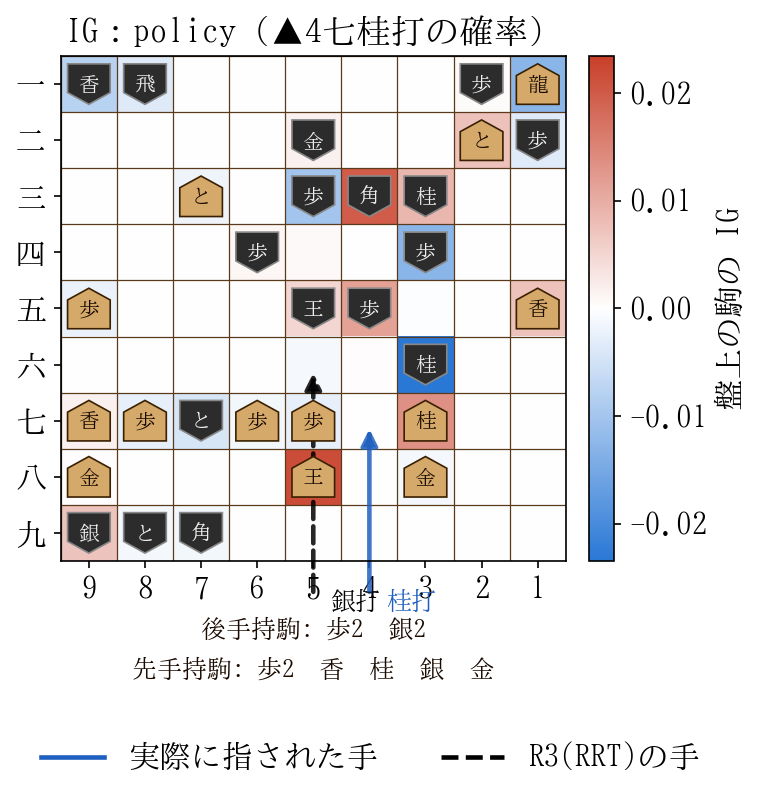 IG：policy（▲4七桂打の確率）
一 香 飛 歩 龍
二 金 と 歩
三 と 歩 角 桂
四 歩 歩
五 歩 王 歩 香
六 桂
七 香 歩 と 歩 歩 桂
八 金 王 金
九 銀 と 角
9 8 7 6 5 4 3 2 1
銀打 桂打
後手持駒: 歩2 銀2
先手持駒: 歩2 香 桂 銀 金
0.02
0.01
0.00
−0.01
−0.02
盤上の駒の IG
実際に指された手 R3(RRT)の手